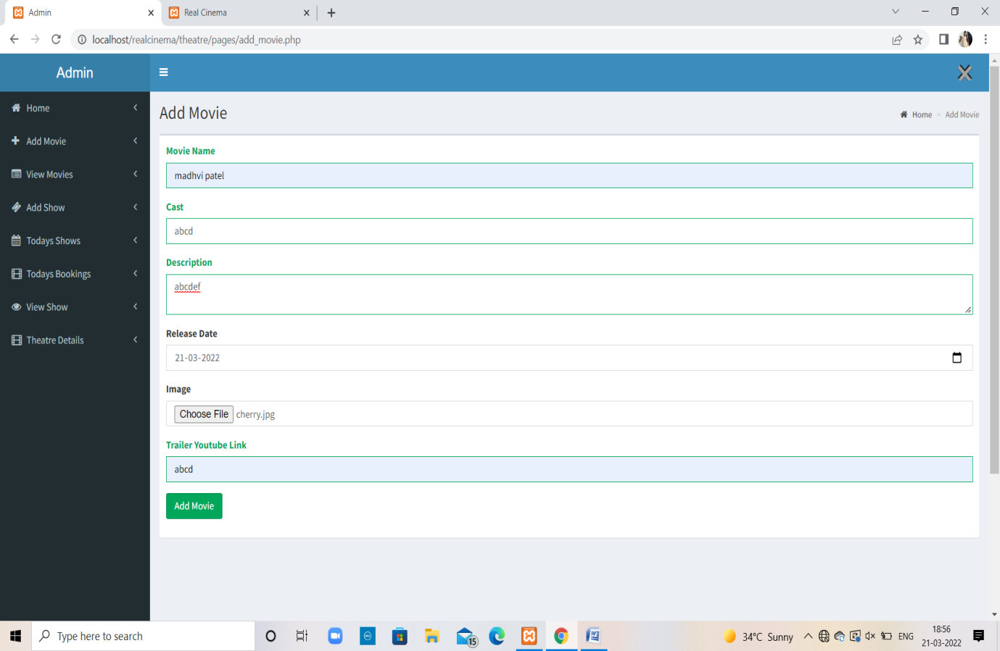 Admin
Real Cinema
localhost/realcinema/theatre/pages/add_movie.php
Admin
Home
Add Movie
View Movies
Add Show
Todays Shows
Todays Bookings
View Show
Theatre Details
Add Movie
Home > Add Movie
Movie Name
madhvi patel
Cast
abcd
Description
abcdef
Release Date
21-03-2022
Image
Choose File cherry.jpg
Trailer Youtube Link
abcd
Add Movie
Type here to search
15
34°C Sunny
ENG
18:56
21-03-2022